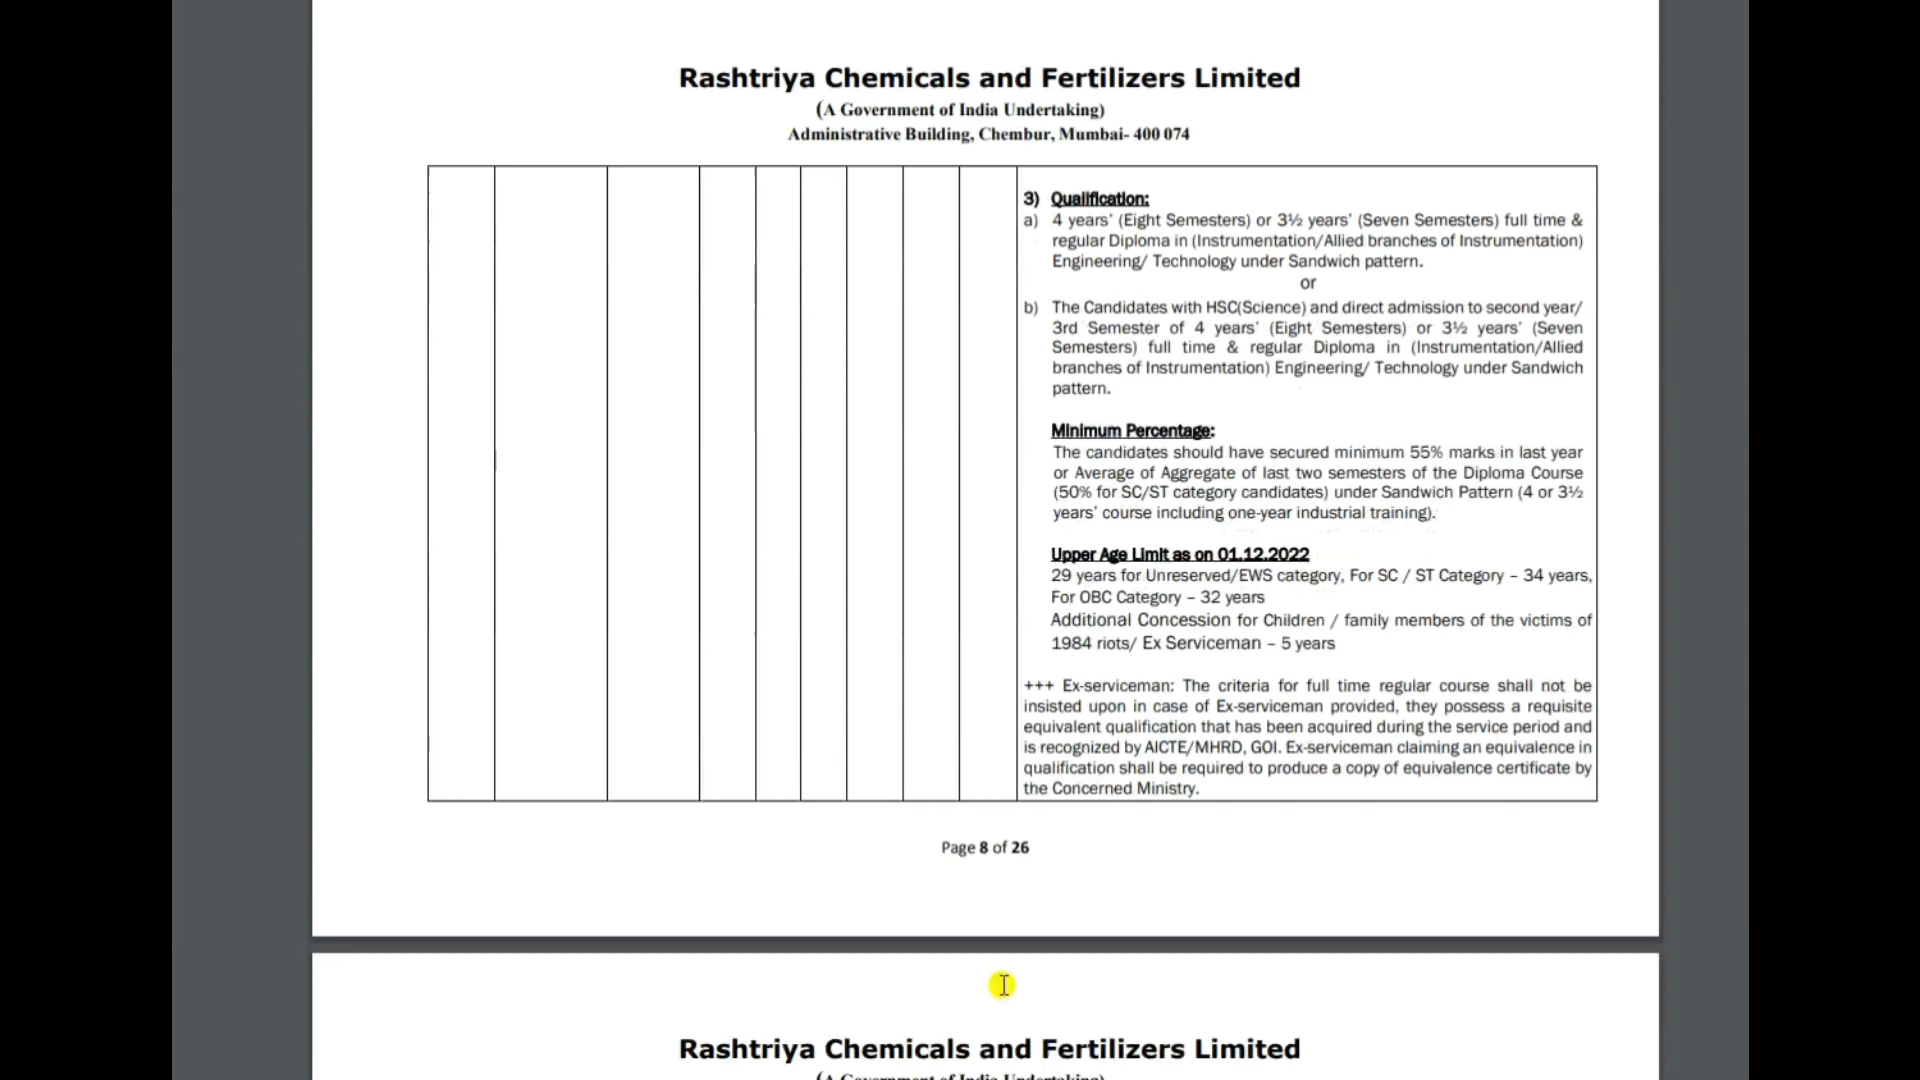 Rashtriya Chemicals and Fertilizers Limited
(A Government of India Undertaking)
Administrative Building, Chembur, Mumbai- 400 074
3) Qualification:
a) 4 years’ (Eight Semesters) or 3½ years’ (Seven Semesters) full time &
regular Diploma in (Instrumentation/Allied branches of Instrumentation)
Engineering/ Technology under Sandwich pattern.
or
b) The Candidates with HSC(Science) and direct admission to second year/
3rd Semester of 4 years’ (Eight Semesters) or 3½ years’ (Seven
Semesters) full time & regular Diploma in (Instrumentation/Allied
branches of Instrumentation) Engineering/ Technology under Sandwich
pattern.
Minimum Percentage:
The candidates should have secured minimum 55% marks in last year
or Average of Aggregate of last two semesters of the Diploma Course
(50% for SC/ST category candidates) under Sandwich Pattern (4 or 3½
years’ course including one-year industrial training).
Upper Age Limit as on 01.12.2022
29 years for Unreserved/EWS category, For SC / ST Category – 34 years,
For OBC Category – 32 years
Additional Concession for Children / family members of the victims of
1984 riots/ Ex Serviceman – 5 years
+++ Ex-serviceman: The criteria for full time regular course shall not be
insisted upon in case of Ex-serviceman provided, they possess a requisite
equivalent qualification that has been acquired during the service period and
is recognized by AICTE/MHRD, GOI. Ex-serviceman claiming an equivalence in
qualification shall be required to produce a copy of equivalence certificate by
the Concerned Ministry.
Page 8 of 26
Rashtriya Chemicals and Fertilizers Limited
(A Government of India Undertaking)